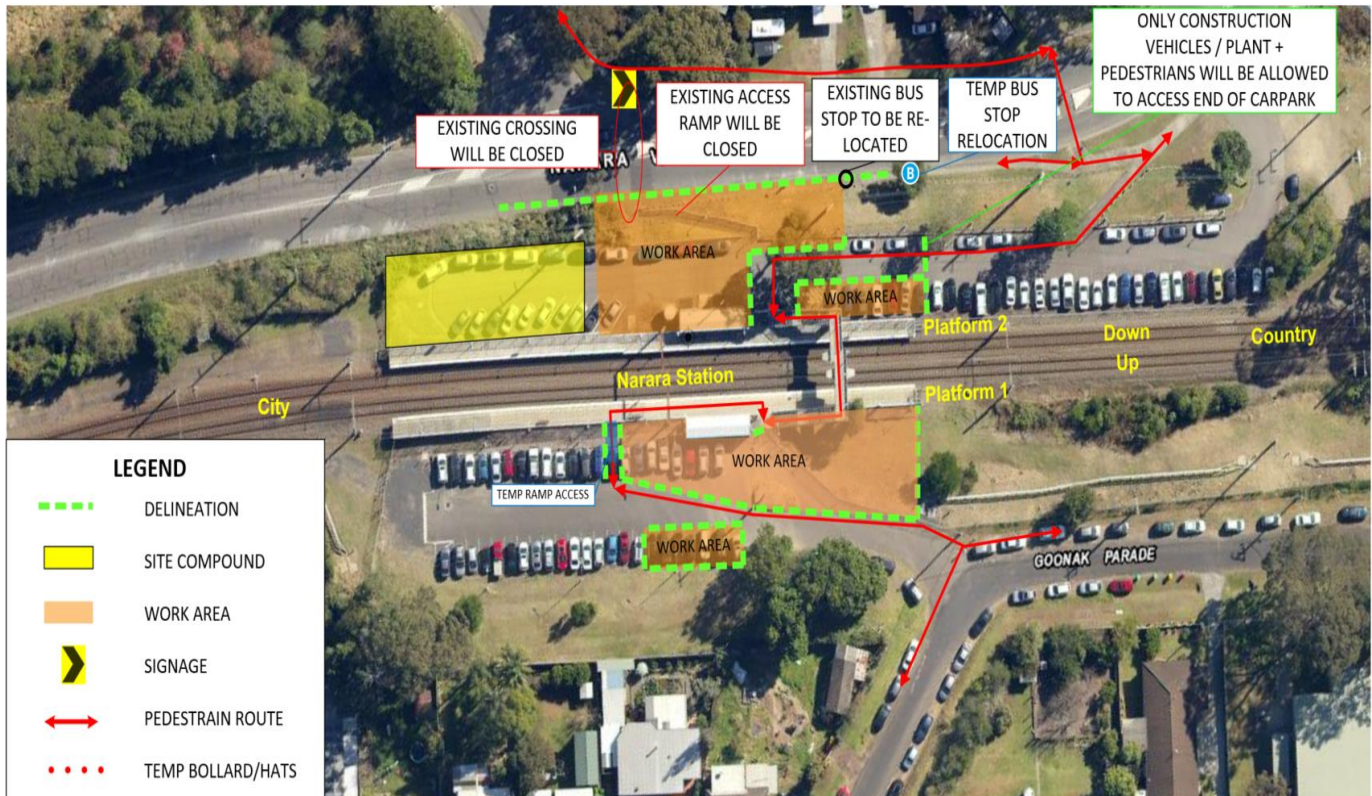 ONLY CONSTRUCTION
VEHICLES / PLANT +
PEDESTRIANS WILL BE ALLOWED
TO ACCESS END OF CARPARK
EXISTING CROSSING
WILL BE CLOSED
EXISTING ACCESS
RAMP WILL BE
CLOSED
EXISTING BUS
STOP TO BE RE-
LOCATED
TEMP BUS
STOP
RELOCATION
NARARA V
B
WORK AREA
WORK AREA
Platform 2
Down
Country
Up
Narara Station
City
Platform 1
WORK AREA
TEMP RAMP ACCESS
WORK AREA
GOONAK PARADE
LEGEND
DELINEATION
SITE COMPOUND
WORK AREA
SIGNAGE
PEDESTRAIN ROUTE
TEMP BOLLARD/HATS